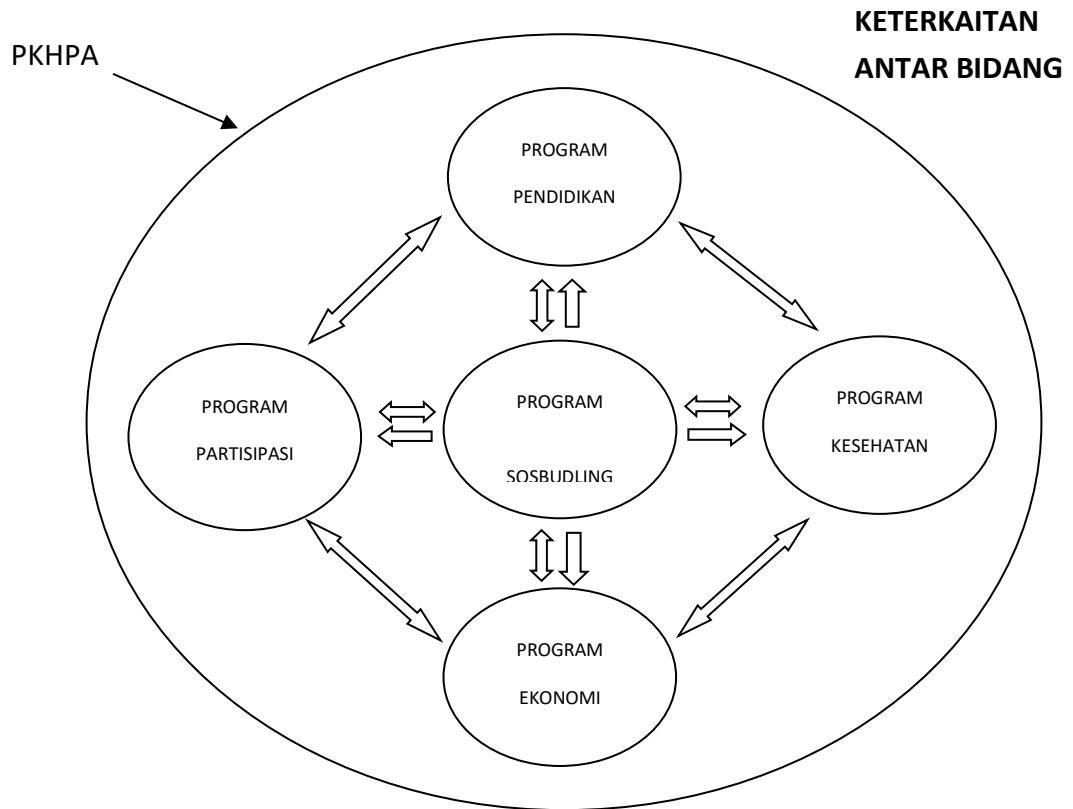 KETERKAITAN
ANTAR BIDANG
PKHPA
PROGRAM
PENDIDIKAN
PROGRAM
PARTISIPASI
PROGRAM
SOSBUDLING
PROGRAM
KESEHATAN
PROGRAM
EKONOMI